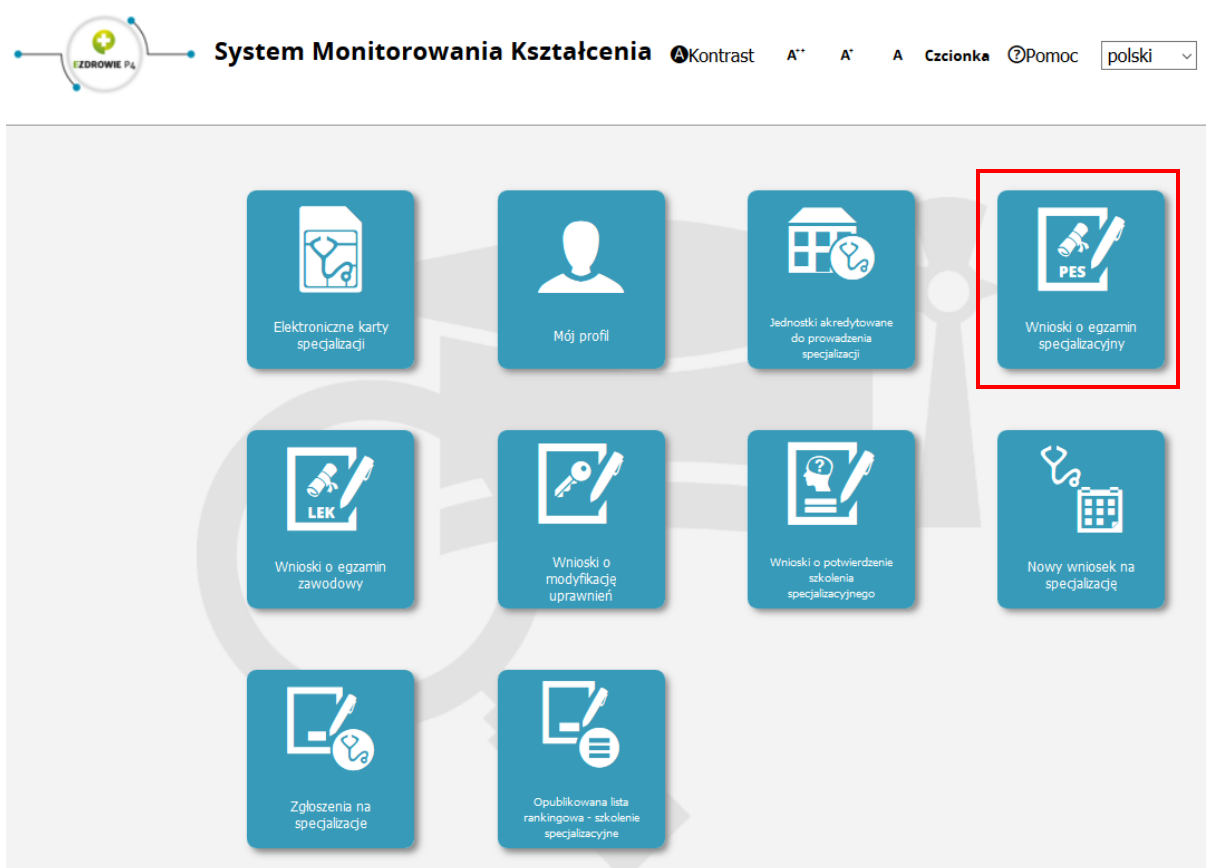 EZDROWIE P4
System Monitorowania Kształcenia
A Kontrast
A++
A+
A
Czcionka
? Pomoc
polski
Elektroniczne karty
specjalizacji
Mój profil
Jednostki akredytowane
do prowadzenia
specjalizacji
PES
Wnioski o egzamin
specjalizacyjny
LEK
Wnioski o egzamin
zawodowy
Wnioski o
modyfikację
uprawnień
?
Wnioski o potwierdzenie
szkolenia
specjalizacyjnego
Nowy wniosek na
specjalizację
Zgłoszenia na
specjalizacje
Opublikowana lista
rankingowa - szkolenie
specjalizacyjne